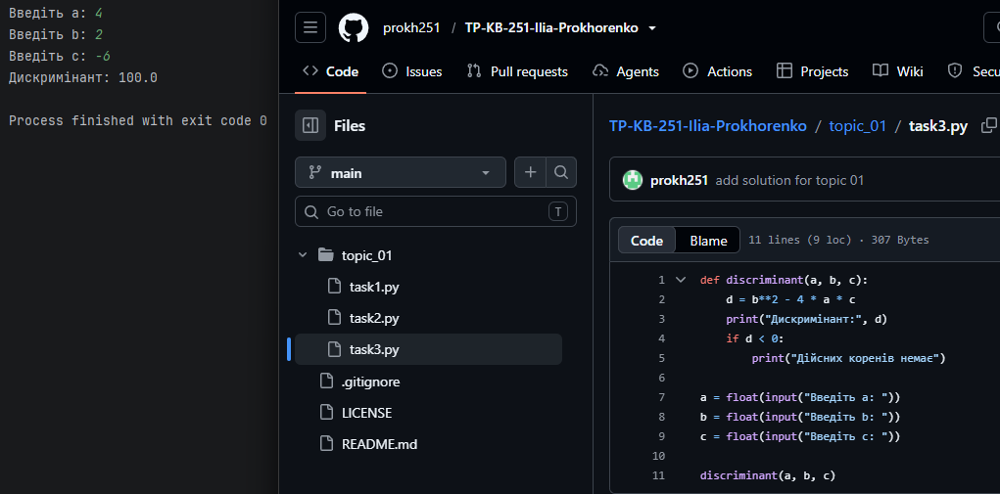 Введіть a: 4
Введіть b: 2
Введіть c: -6
Дискримінант: 100.0
Process finished with exit code 0
prokh251 / TP-KB-251-Ilia-Prokhorenko
Code Issues Pull requests Agents Actions Projects Wiki Secu
Files
main
Go to file T
topic_01
task1.py
task2.py
task3.py
.gitignore
LICENSE
README.md
TP-KB-251-Ilia-Prokhorenko / topic_01 / task3.py
prokh251 add solution for topic 01
Code Blame 11 lines (9 loc) · 307 Bytes
1 def discriminant(a, b, c):
2 d = b**2 - 4 * a * c
3 print("Дискримінант:", d)
4 if d < 0:
5 print("Дійсних коренів немає")
6
7 a = float(input("Введіть a: "))
8 b = float(input("Введіть b: "))
9 c = float(input("Введіть c: "))
10
11 discriminant(a, b, c)